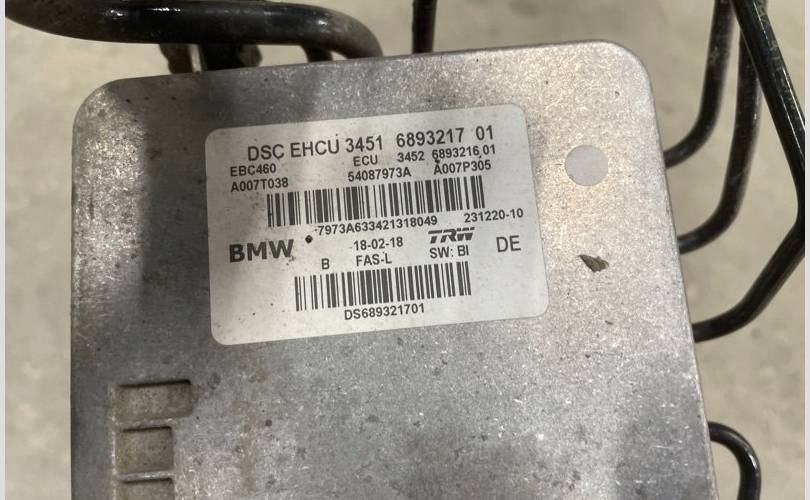 DSC EHCU 3451 6893217 01
EBC460 ECU 3452 6893216 01
A007T038 54087973A A007P305
7973A633421318049 231220-10
BMW 18-02-18 TRW DE
B FAS-L SW: BI
DS689321701